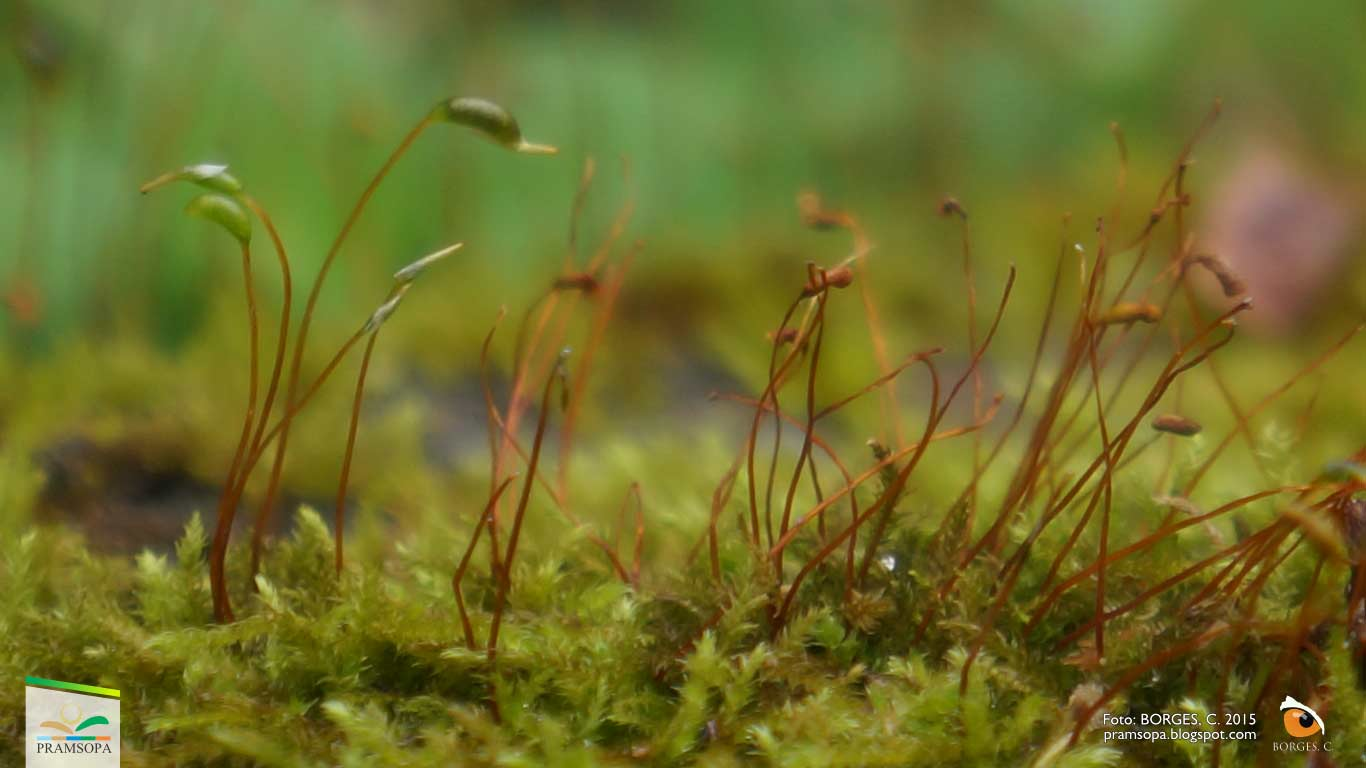 PRAMSOPA
Foto: BORGES, C. 2015
pramsopa.blogspot.com
BORGES, C.